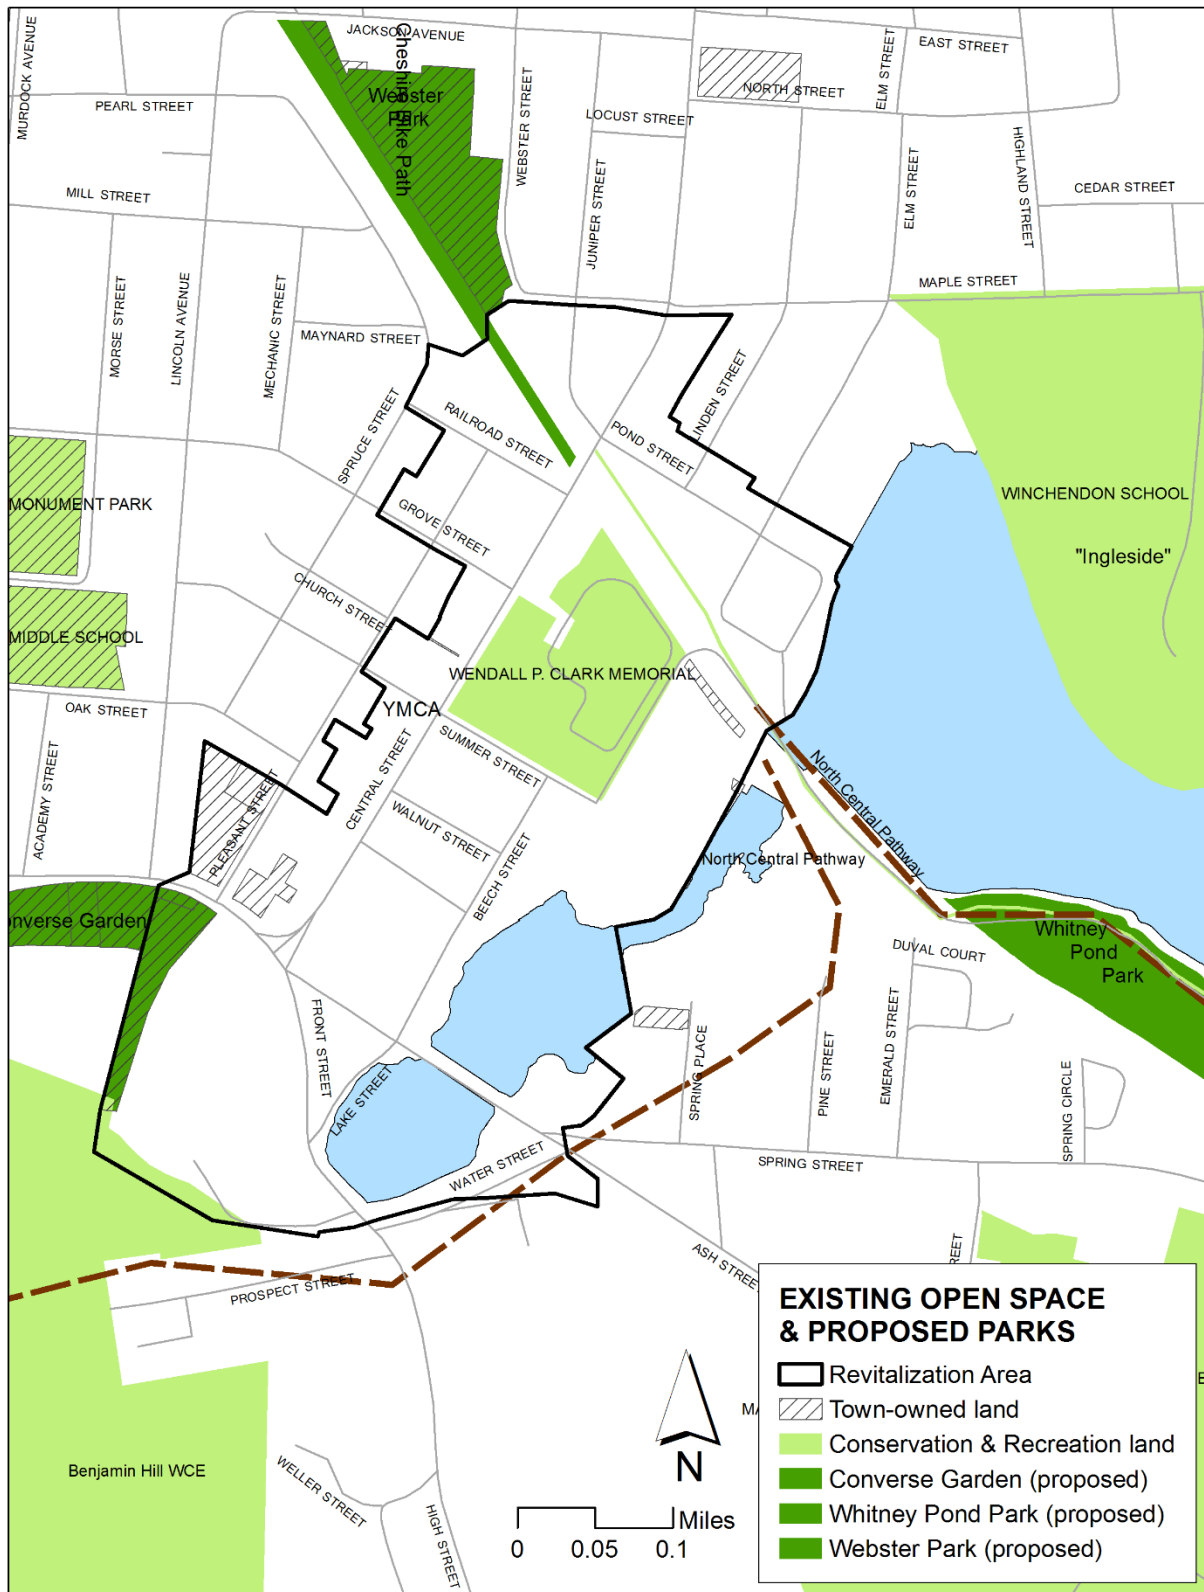 JACKSON AVENUE
EAST STREET
MURDOCK AVENUE
Cheshire Bike Path
ELM STREET
PEARL STREET
Webster
Park
NORTH STREET
LOCUST STREET
WEBSTER STREET
HIGHLAND STREET
MILL STREET
JUNIPER STREET
ELM STREET
CEDAR STREET
MAPLE STREET
MORSE STREET
LINCOLN AVENUE
MECHANIC STREET
MAYNARD STREET
LINDEN STREET
SPRUCE STREET
RAILROAD STREET
POND STREET
MONUMENT PARK
GROVE STREET
WINCHENDON SCHOOL
"Ingleside"
CHURCH STREET
MIDDLE SCHOOL
WENDALL P. CLARK MEMORIAL
OAK STREET
YMCA
SUMMER STREET
ACADEMY STREET
PLEASANT STREET
CENTRAL STREET
WALNUT STREET
North Central Pathway
North Central Pathway
BEECH STREET
onverse Garden
Whitney
Pond
Park
DUVAL COURT
FRONT STREET
EMERALD STREET
SPRING PLACE
PINE STREET
LAKE STREET
SPRING CIRCLE
WATER STREET
SPRING STREET
ASH STREET
REET
PROSPECT STREET
Benjamin Hill WCE
WELLER STREET
HIGH STREET
MA
E
N
Miles
0 0.05 0.1
EXISTING OPEN SPACE
& PROPOSED PARKS
Revitalization Area
Town-owned land
Conservation & Recreation land
Converse Garden (proposed)
Whitney Pond Park (proposed)
Webster Park (proposed)